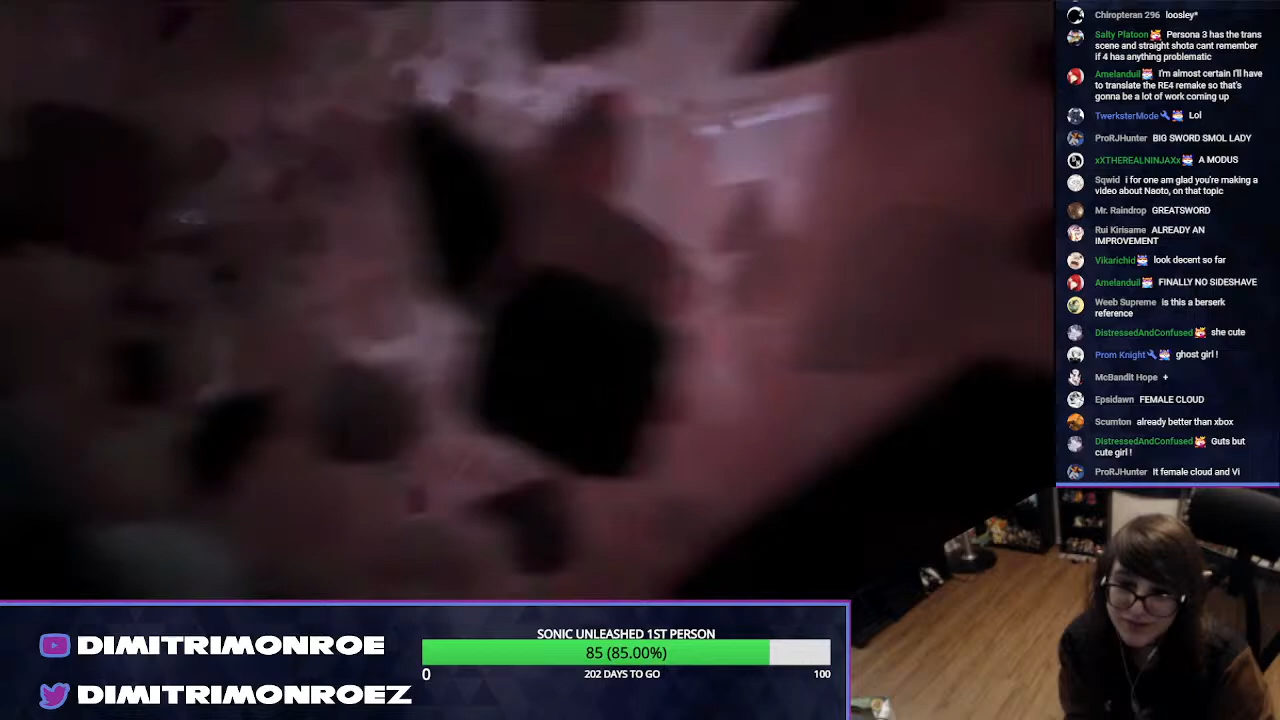 Chiropteran 296 loosley*
Salty Platoon Persona 3 has the trans
scene and straight shota cant remember
if 4 has anything problematic
Amelanduil I'm almost certain I'll have
to translate the RE4 remake so that's
gonna be a lot of work coming up
TwerksterMode Lol
ProRJHunter BIG SWORD SMOL LADY
xXTHEREALNINJAXx A MODUS
Sqwid i for one am glad you're making a
video about Naoto, on that topic
Mr. Raindrop GREATSWORD
Rui Kirisame ALREADY AN
IMPROVEMENT
Vikarichid look decent so far
Amelanduil FINALLY NO SIDESHAVE
Weeb Supreme is this a berserk
reference
DistressedAndConfused she cute
Prom Knight ghost girl !
McBandit Hope +
Epsidawn FEMALE CLOUD
Scumton already better than xbox
DistressedAndConfused Guts but
cute girl !
ProRJHunter It female cloud and Vi
DIMITRIMONROE
DIMITRIMONROEZ
SONIC UNLEASHED 1ST PERSON
85 (85.00%)
0 202 DAYS TO GO 100